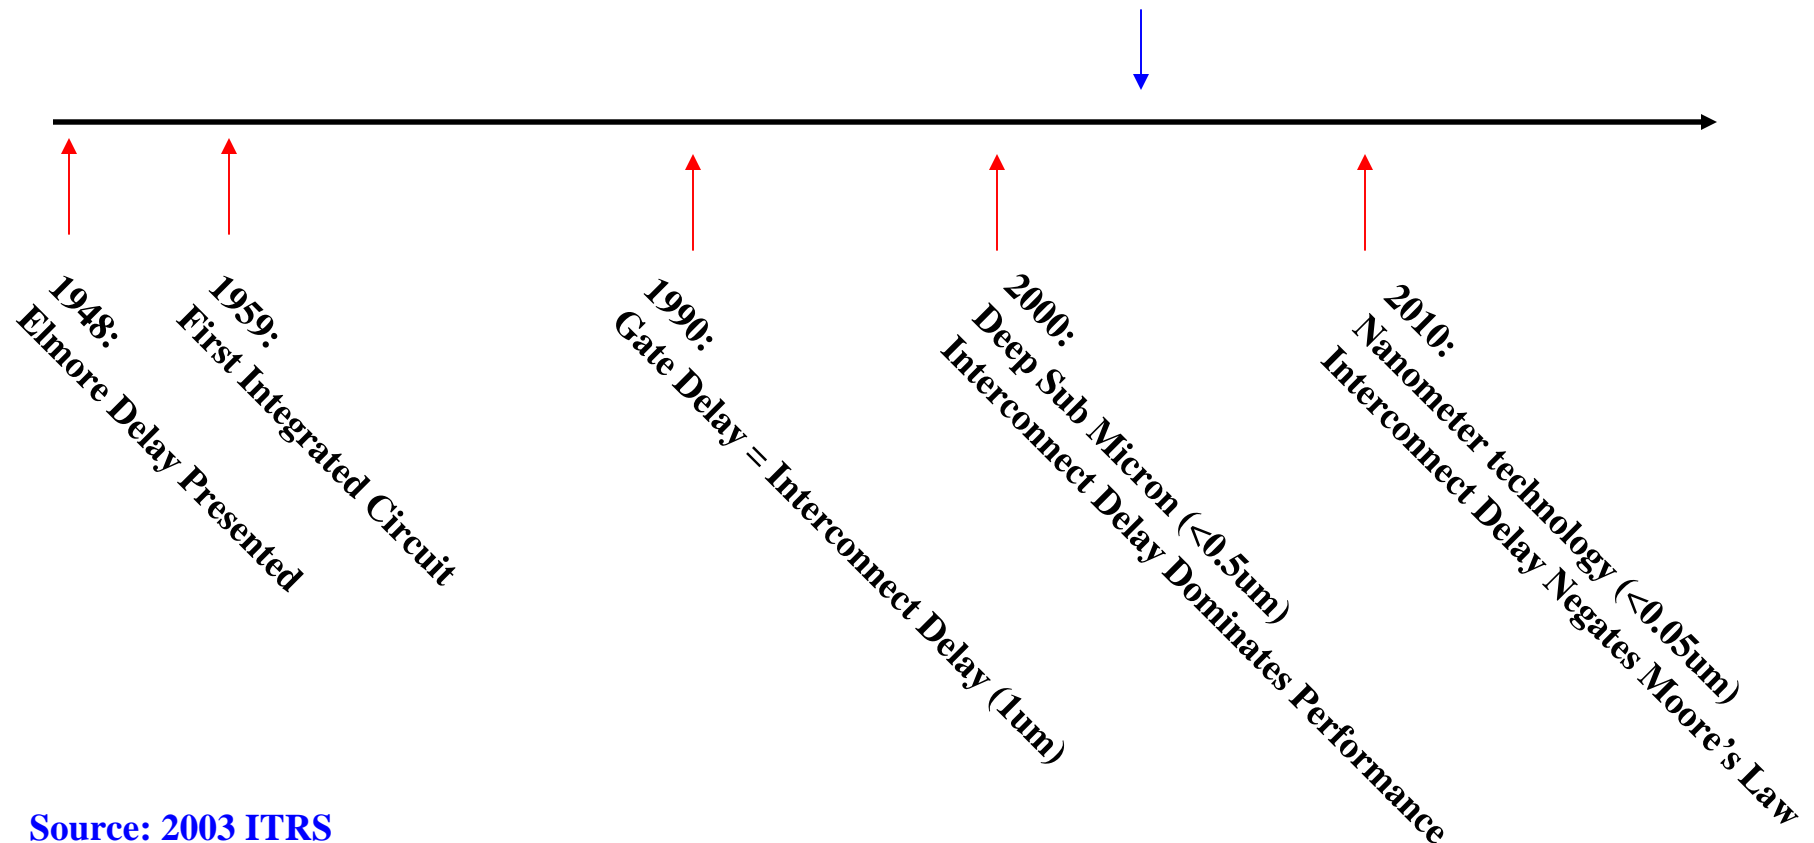 1948:
Elmore Delay Presented
1959:
First Integrated Circuit
1990:
Gate Delay = Interconnect Delay (1um)
2000:
Deep Sub Micron (<0.5um)
Interconnect Delay Dominates Performance
2010:
Nanometer technology (<0.05um)
Interconnect Delay Negates Moore’s Law
Source: 2003 ITRS